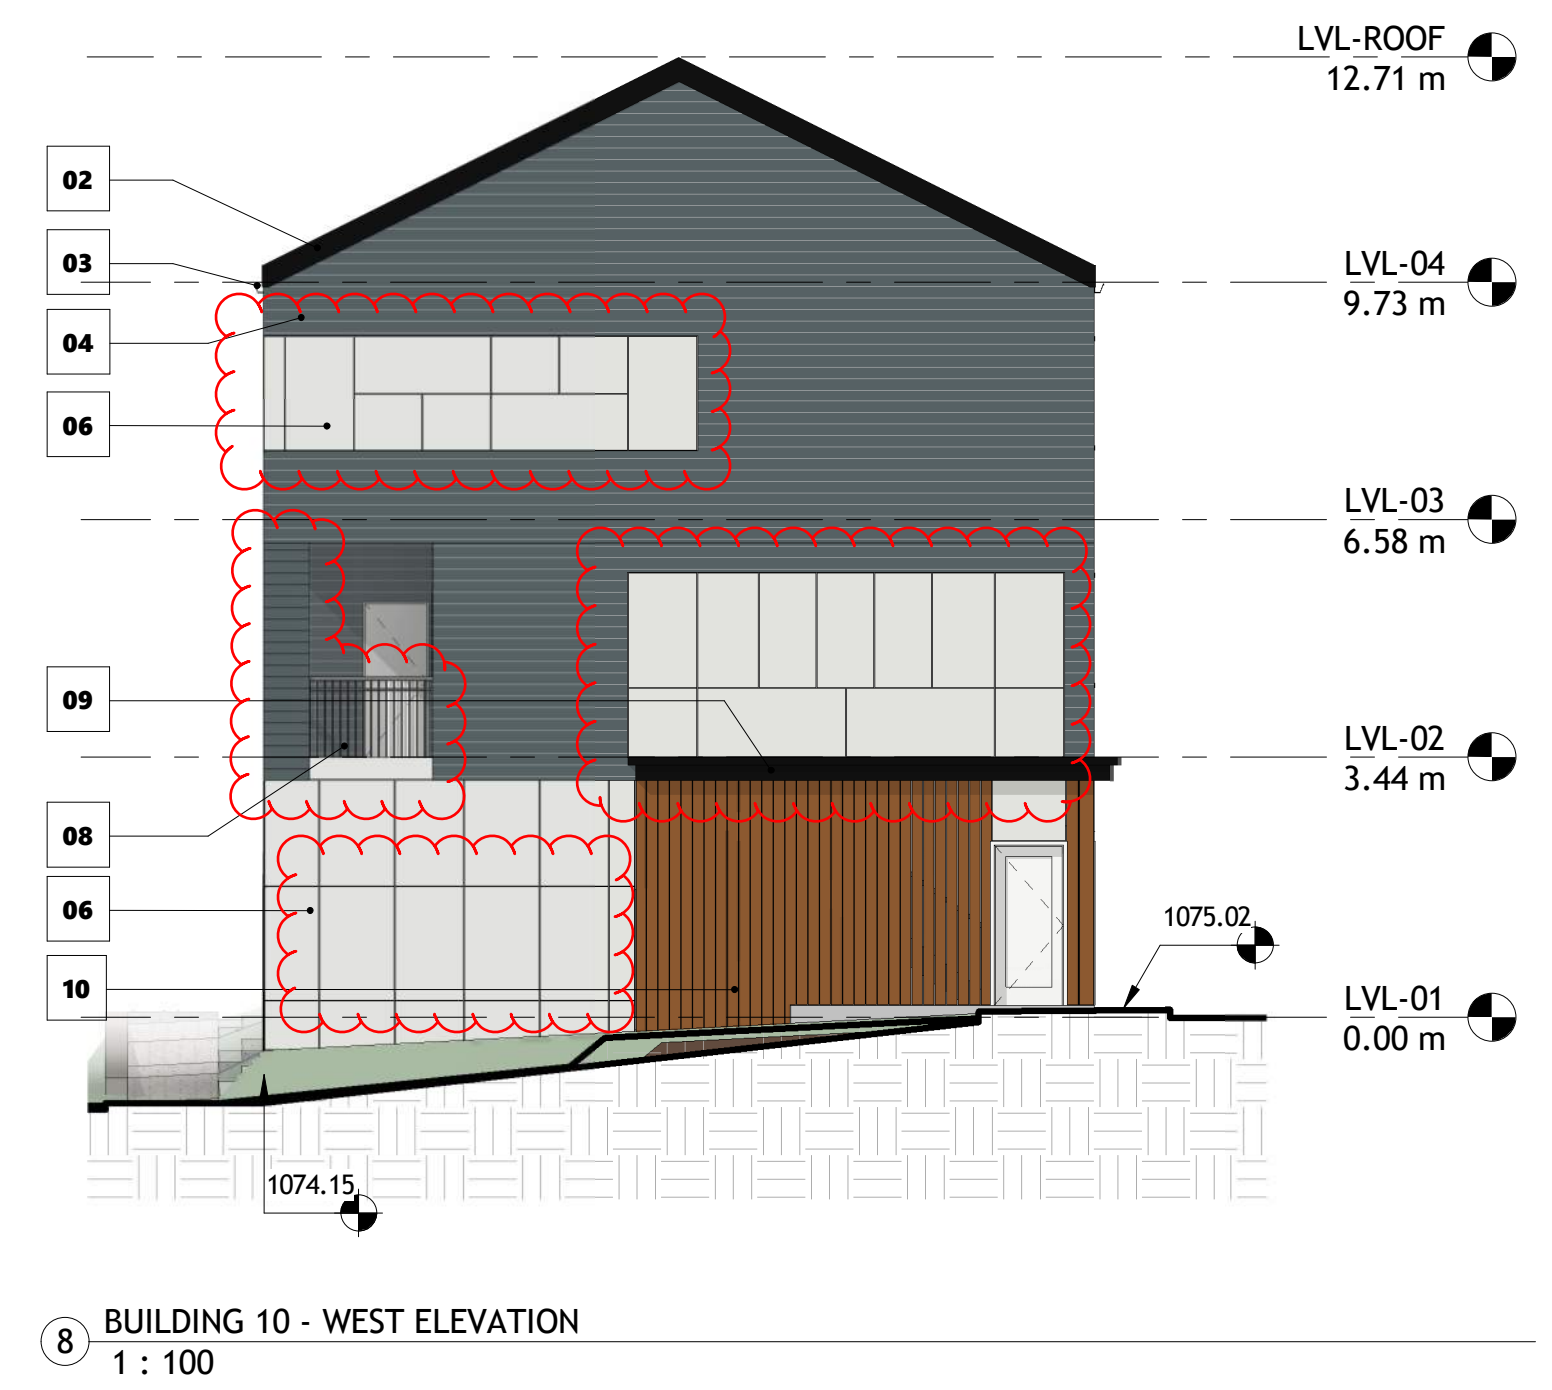 LVL-ROOF
12.71 m
02
03
LVL-04
9.73 m
04
06
LVL-03
6.58 m
09
LVL-02
3.44 m
08
06
1075.02
10
LVL-01
0.00 m
1074.15
8
BUILDING 10 - WEST ELEVATION
1 : 100